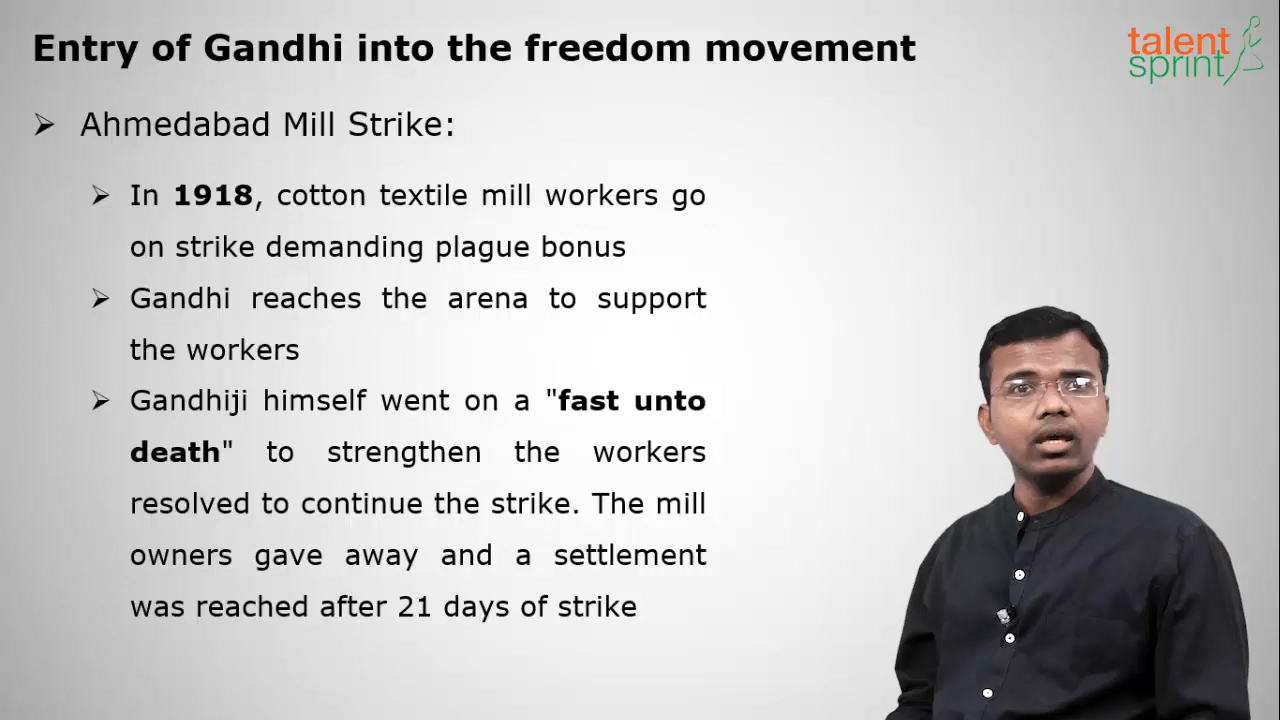 Entry of Gandhi into the freedom movement
talent
sprint
Ahmedabad Mill Strike:
In 1918, cotton textile mill workers go
on strike demanding plague bonus
Gandhi reaches the arena to support
the workers
Gandhiji himself went on a "fast unto
death" to strengthen the workers
resolved to continue the strike. The mill
owners gave away and a settlement
was reached after 21 days of strike